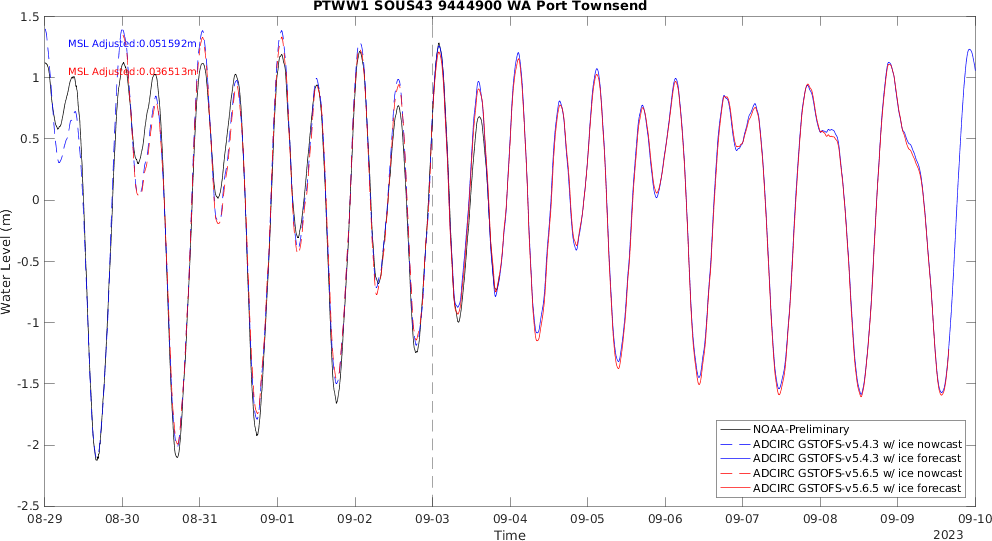 PTWW1 SOUS43 9444900 WA Port Townsend
1.5
MSL Adjusted:0.051592m
MSL Adjusted:0.036513m
1
0.5
0
-0.5
-1
-1.5
-2
-2.5
Water Level (m)
NOAA-Preliminary
ADCIRC GSTOFS-v5.4.3 w/ ice nowcast
ADCIRC GSTOFS-v5.4.3 w/ ice forecast
ADCIRC GSTOFS-v5.6.5 w/ ice nowcast
ADCIRC GSTOFS-v5.6.5 w/ ice forecast
08-29 08-30 08-31 09-01 09-02 09-03 09-04 09-05 09-06 09-07 09-08 09-09 09-10
Time
2023